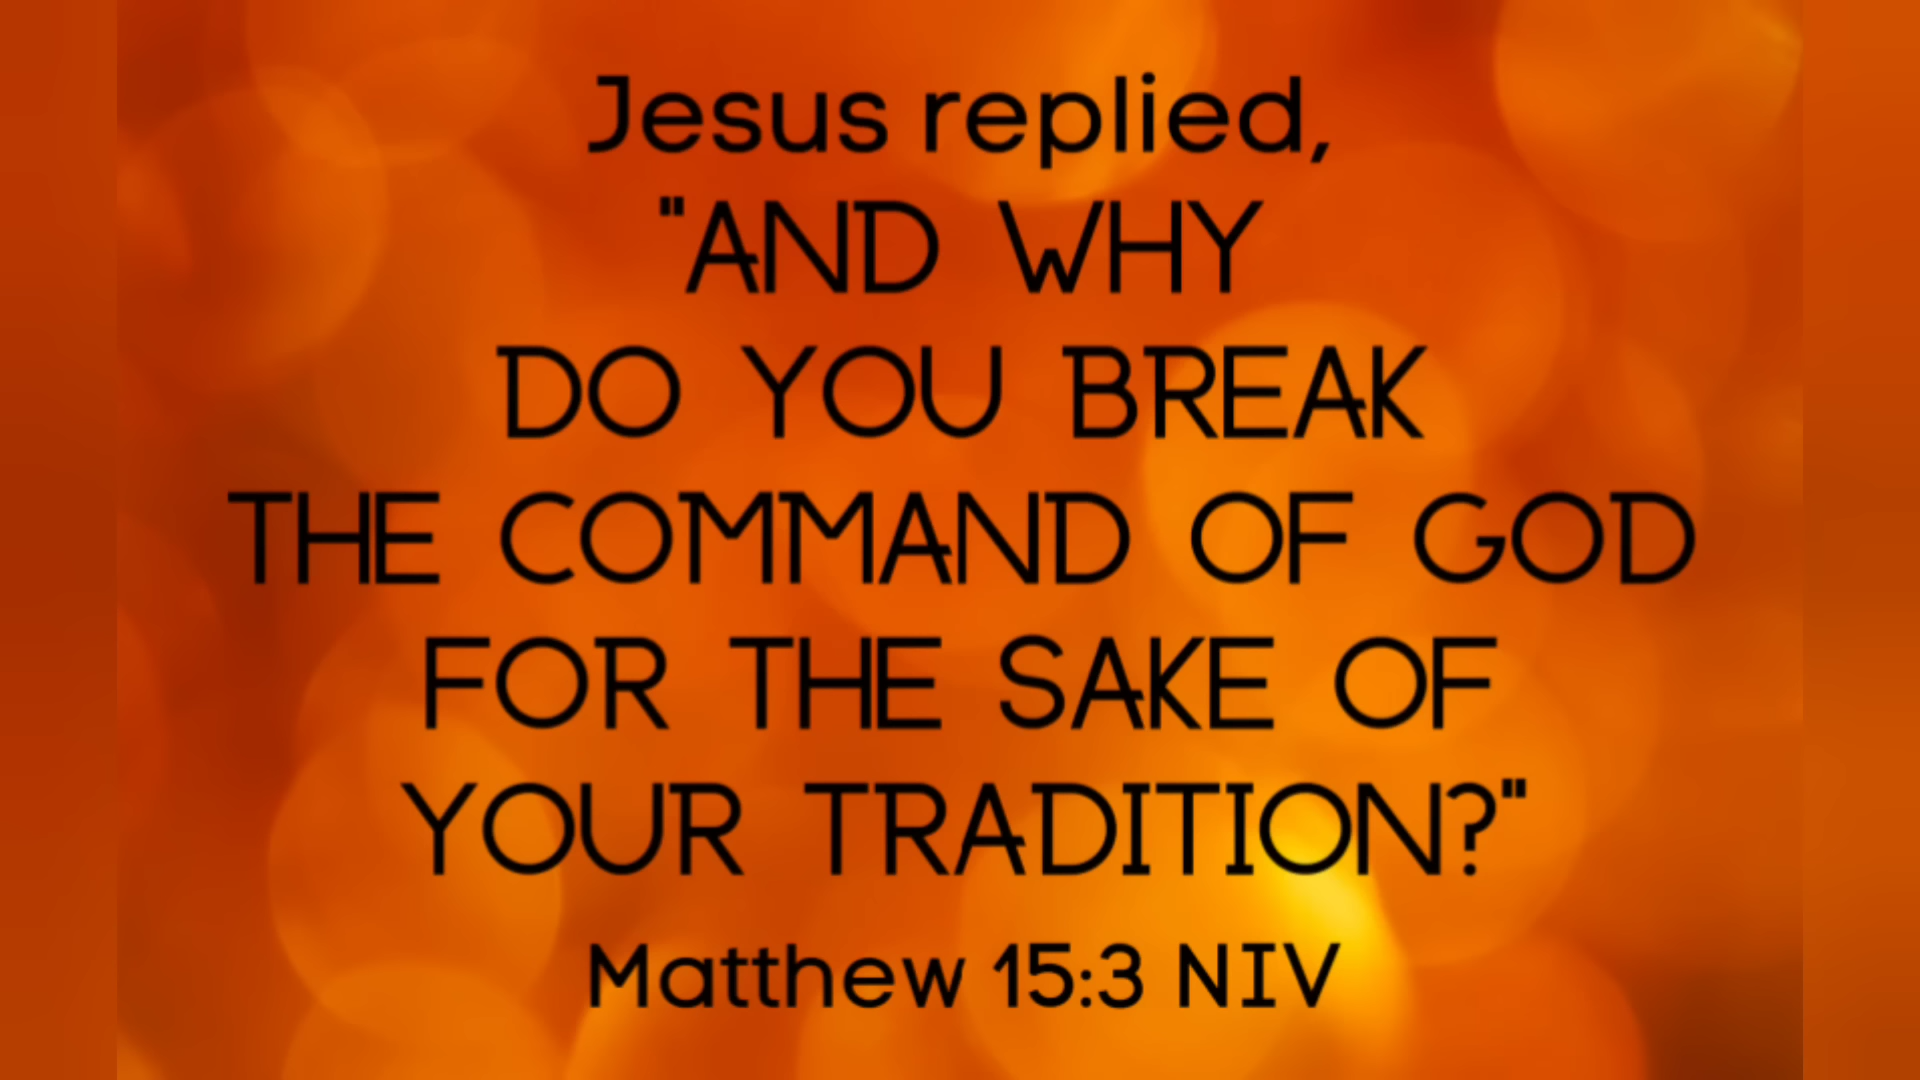 Jesus replied,
"AND WHY
DO YOU BREAK
THE COMMAND OF GOD
FOR THE SAKE OF
YOUR TRADITION?"
Matthew 15:3 NIV